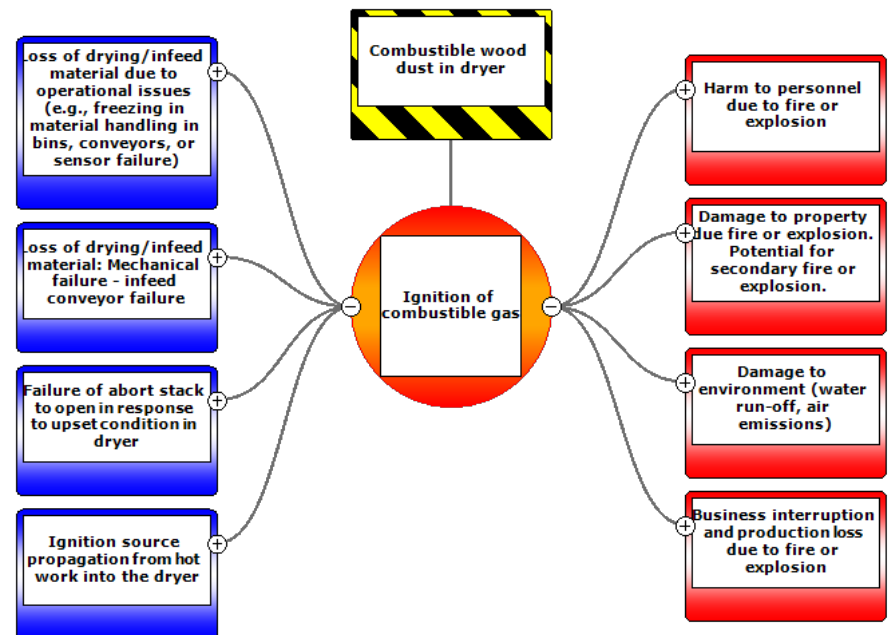 Loss of drying/infeed
material due to
operational issues
(e.g., freezing in
material handling in
bins, conveyors, or
sensor failure)
Loss of drying/infeed
material: Mechanical
failure - infeed
conveyor failure
Failure of abort stack
to open in response
to upset condition in
dryer
Ignition source
propagation from hot
work into the dryer
Combustible wood
dust in dryer
Ignition of
combustible gas
Harm to personnel
due to fire or
explosion
Damage to property
due fire or explosion.
Potential for
secondary fire or
explosion.
Damage to
environment (water
run-off, air
emissions)
Business interruption
and production loss
due to fire or
explosion